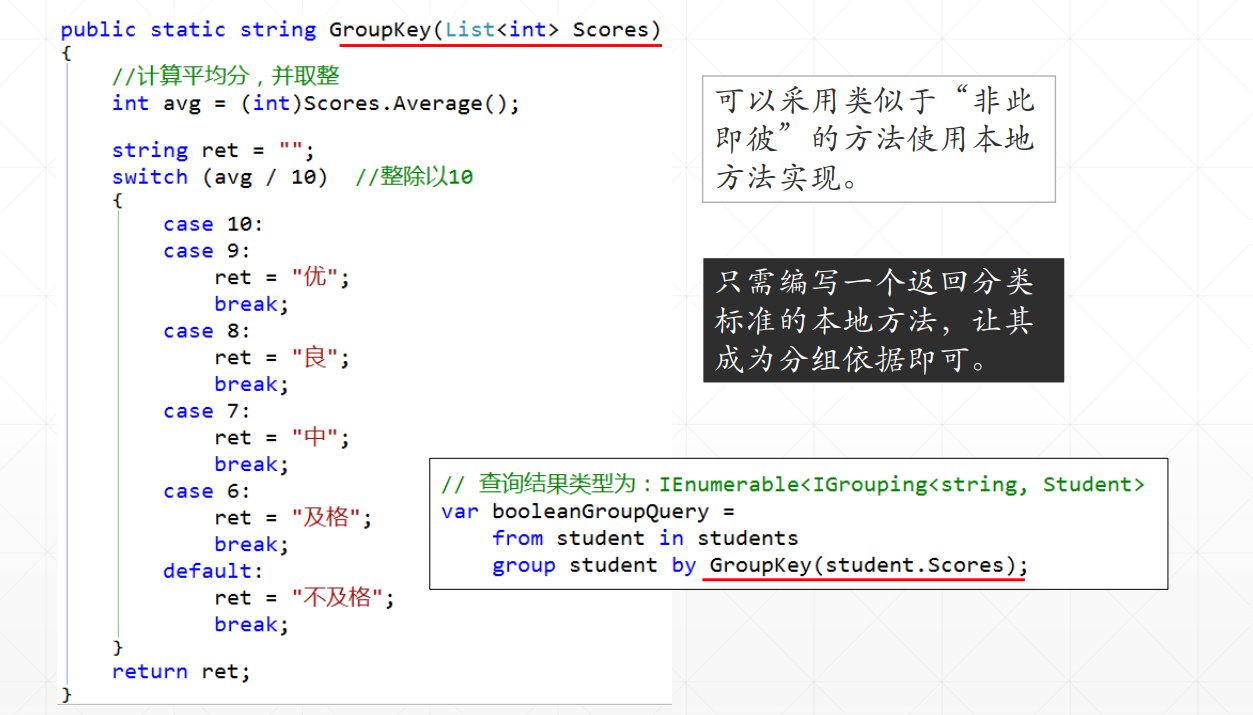 public static string GroupKey(List<int> Scores)
{
//计算平均分，并取整
int avg = (int)Scores.Average();
string ret = "";
switch (avg / 10)  //整除以10
{
case 10:
case 9:
ret = "优";
break;
case 8:
ret = "良";
break;
case 7:
ret = "中";
break;
case 6:
ret = "及格";
break;
default:
ret = "不及格";
break;
}
return ret;
}
可以采用类似于“非此
即彼”的方法使用本地
方法实现。
只需编写一个返回分类
标准的本地方法，让其
成为分组依据即可。
// 查询结果类型为：IEnumerable<IGrouping<string, Student>
var booleanGroupQuery =
from student in students
group student by GroupKey(student.Scores);